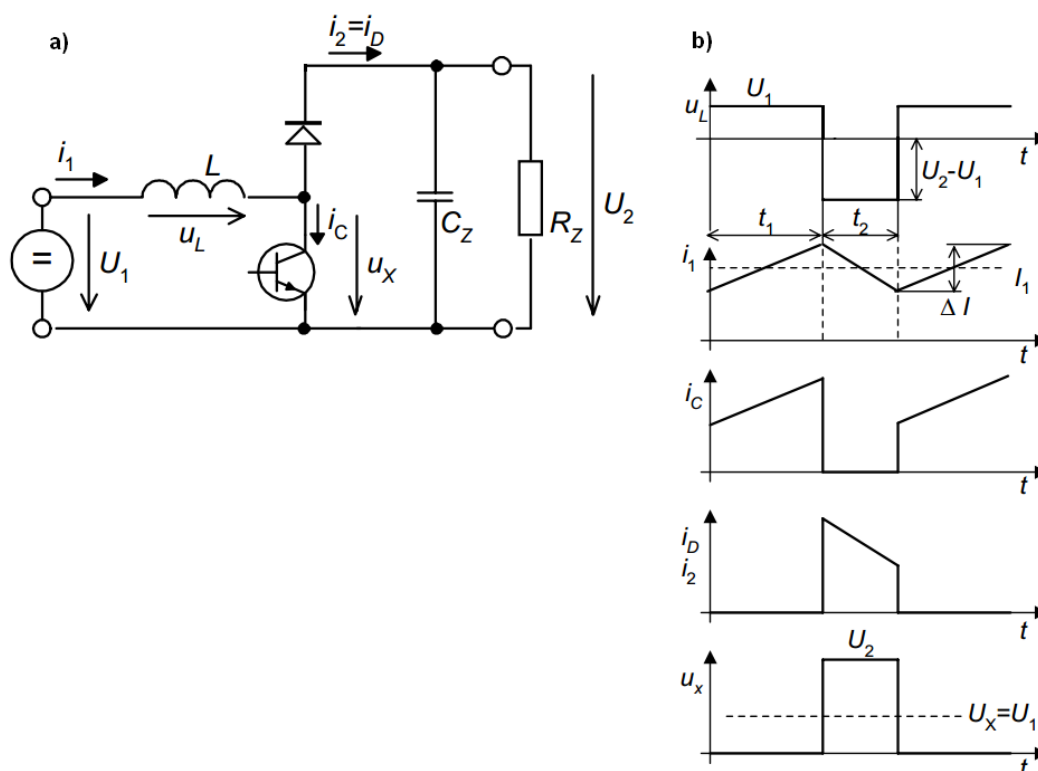 a)
i2=iD
i1
L
uL
iC
=
U1
uX
CZ
RZ
U2
b)
uL
U1
t
U2-U1
t1
t2
i1
I1
Δ I
t
iC
t
iD
i2
t
U2
ux
UX=U1
t